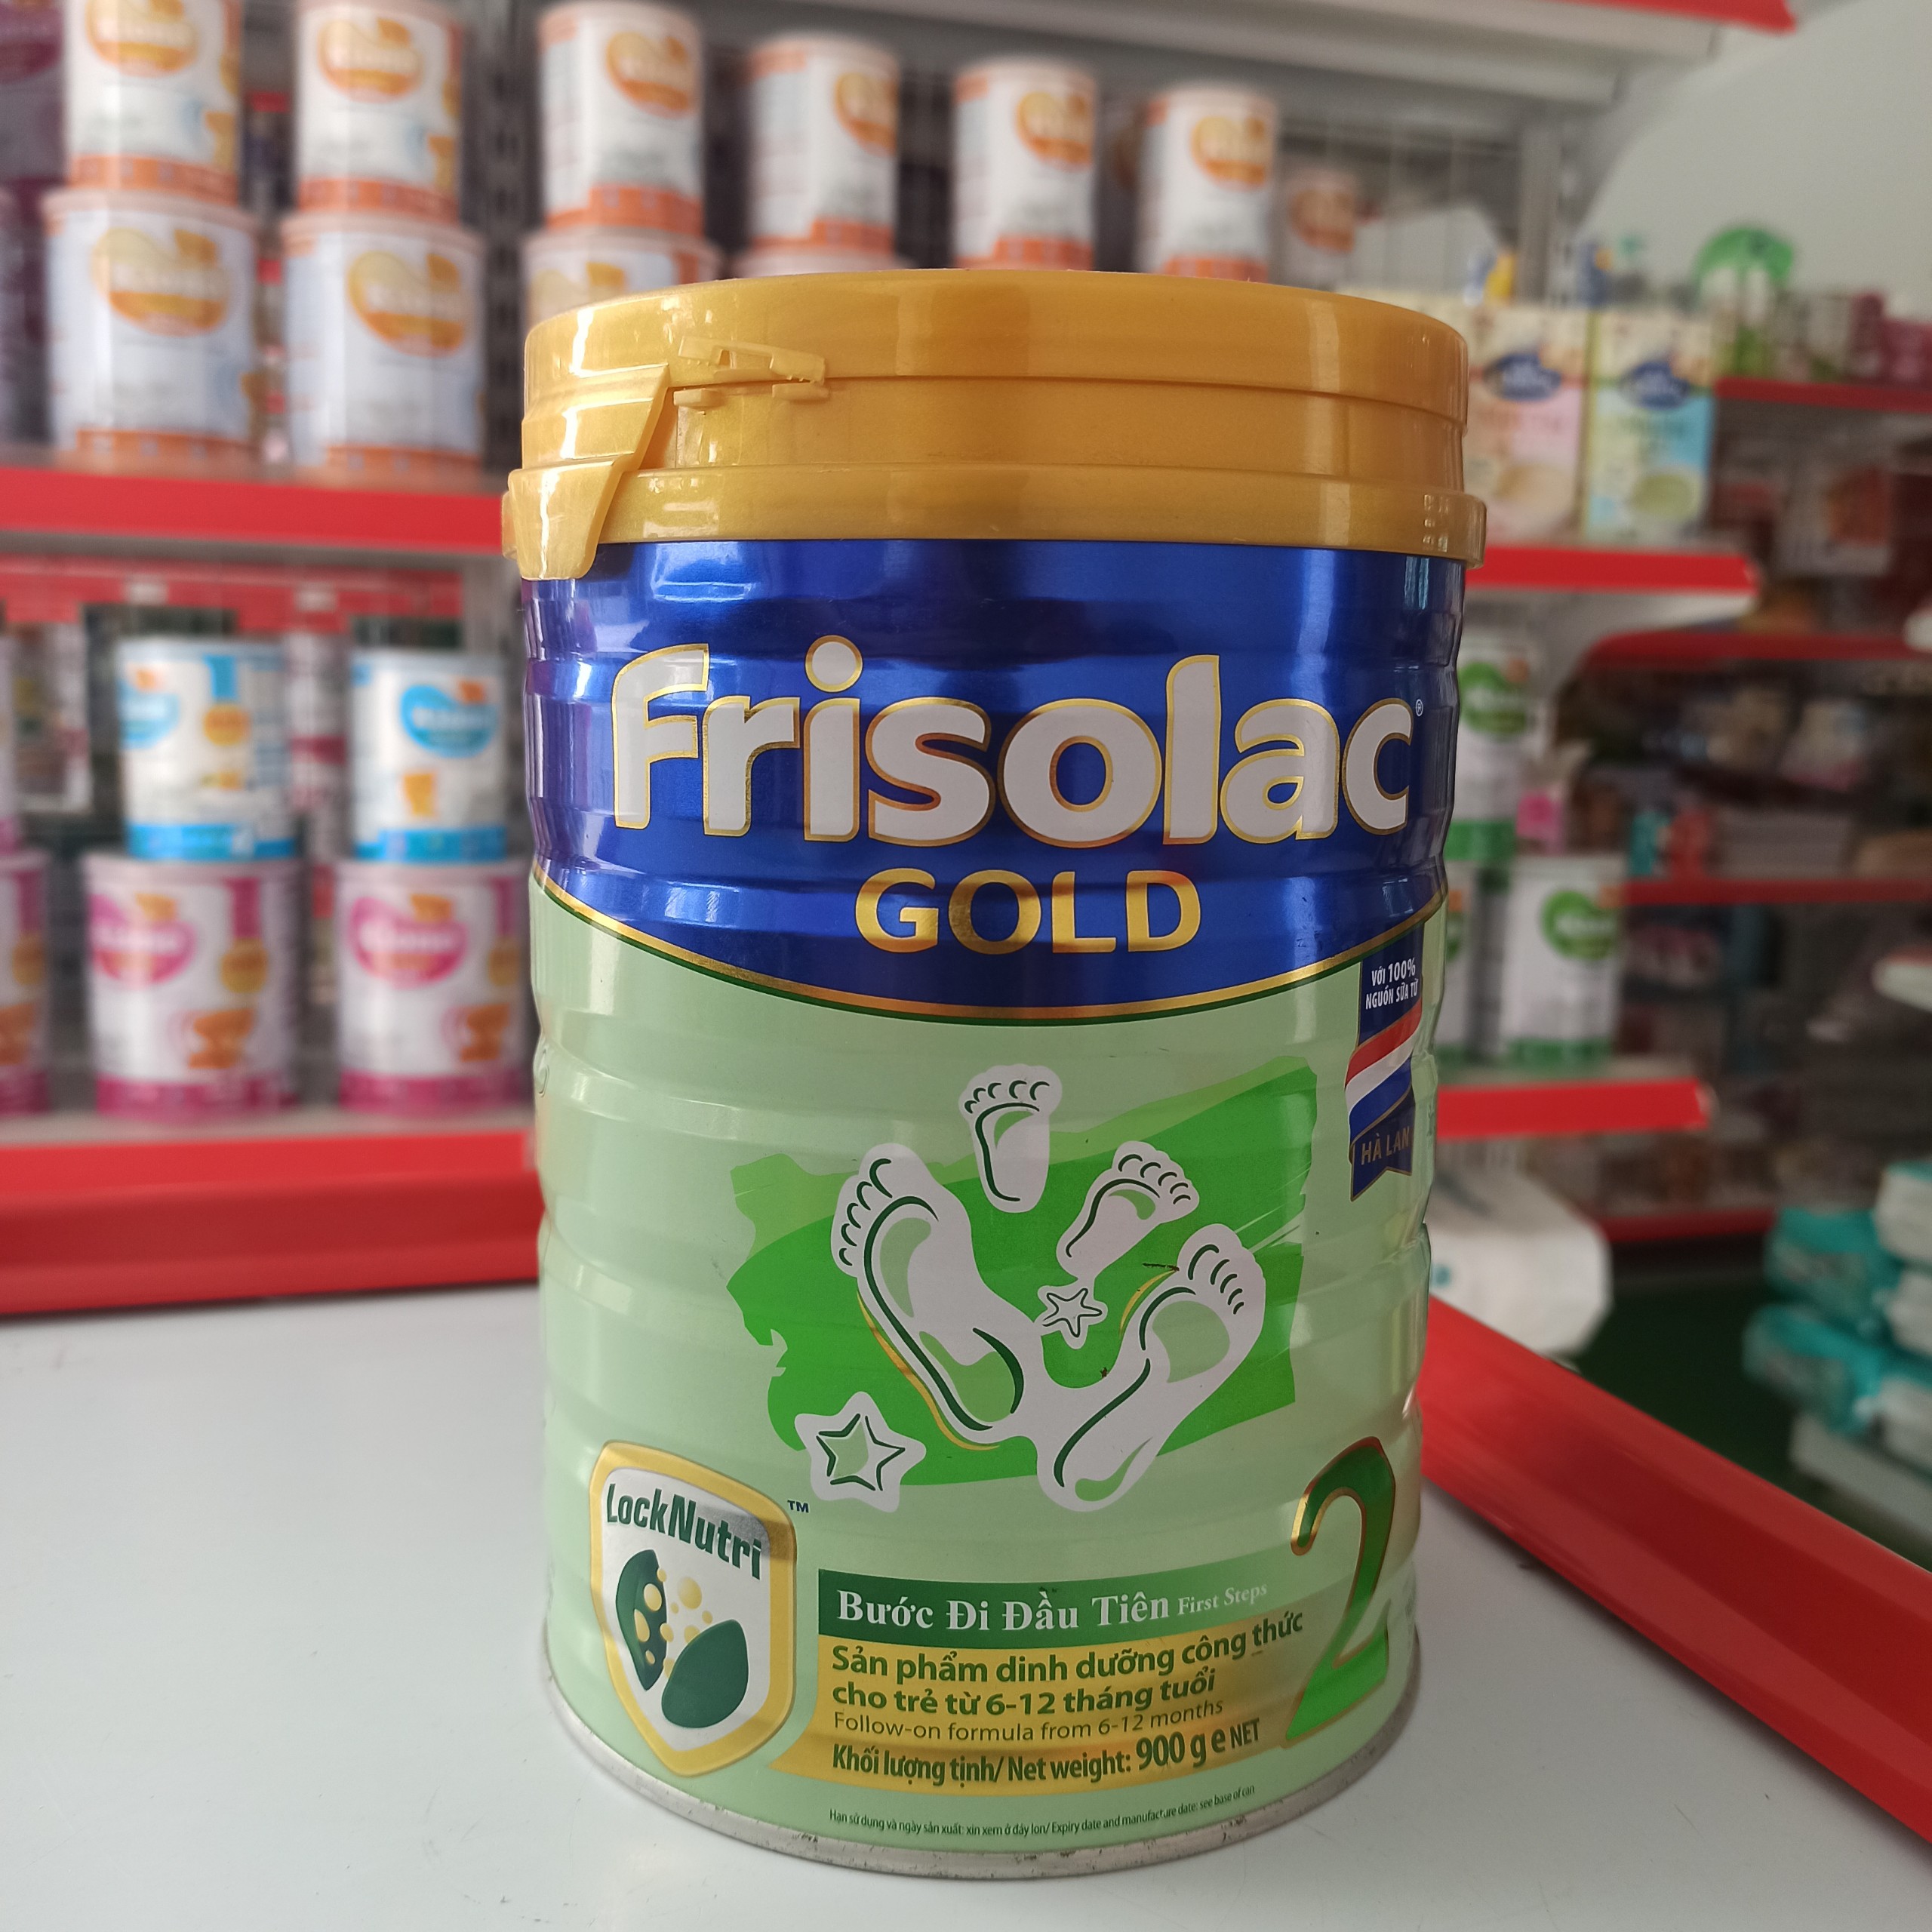 Frisolac®
GOLD
VỚI 100%
NGUỒN SỮA TỪ
HÀ LAN
LockNutri™
2
Bước Đi Đầu Tiên First Steps
Sản phẩm dinh dưỡng công thức
cho trẻ từ 6-12 tháng tuổi
Follow-on formula from 6-12 months
Khối lượng tịnh/ Net weight: 900 g e NET
Hạn sử dụng và ngày sản xuất: xin xem ở đáy lon/ Expiry date and manufacture date: see base of can